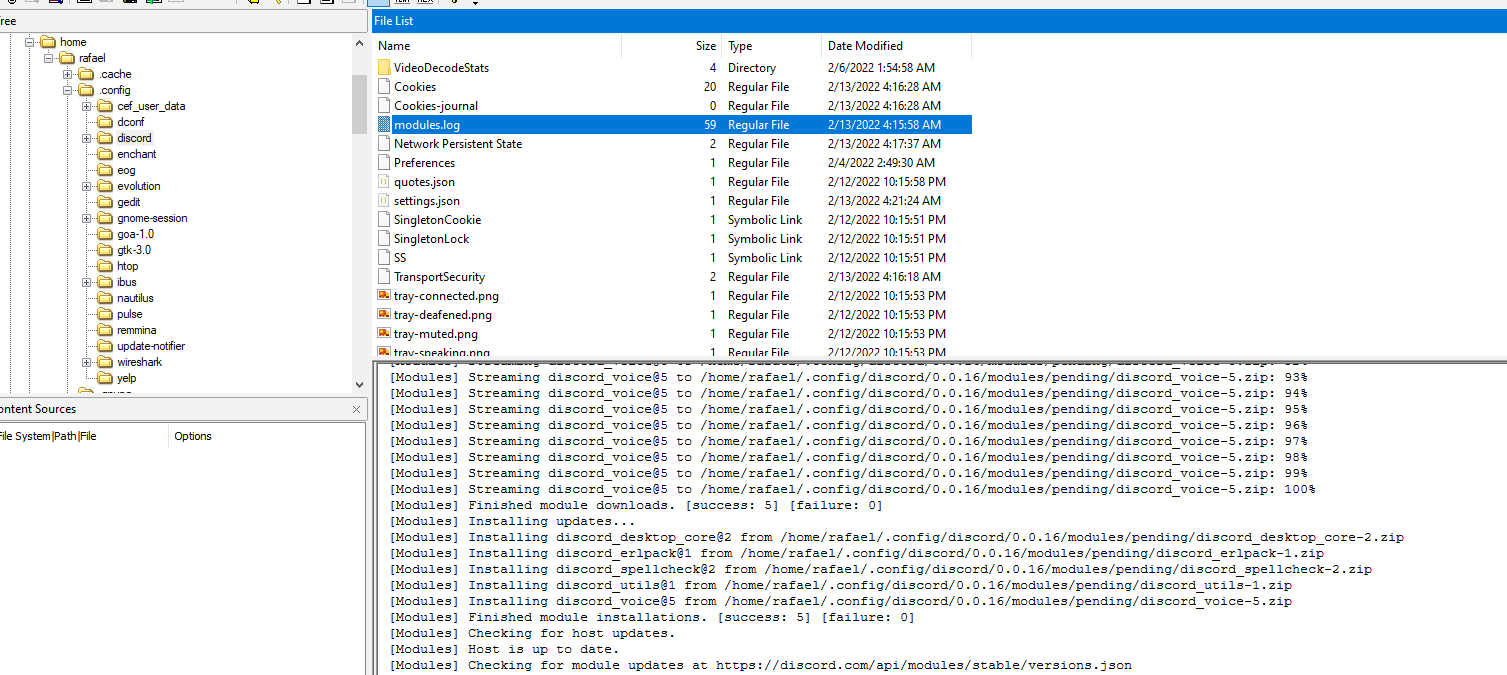 ree
home
rafael
.cache
.config
cef_user_data
dconf
discord
enchant
eog
evolution
gedit
gnome-session
goa-1.0
gtk-3.0
htop
ibus
nautilus
pulse
remmina
update-notifier
wireshark
yelp
ontent Sources
File System|Path|File Options
File List
Name Size Type Date Modified
VideoDecodeStats 4 Directory 2/6/2022 1:54:58 AM
Cookies 20 Regular File 2/13/2022 4:16:28 AM
Cookies-journal 0 Regular File 2/13/2022 4:16:28 AM
modules.log 59 Regular File 2/13/2022 4:15:58 AM
Network Persistent State 2 Regular File 2/13/2022 4:17:37 AM
Preferences 1 Regular File 2/4/2022 2:49:30 AM
quotes.json 1 Regular File 2/12/2022 10:15:58 PM
settings.json 1 Regular File 2/13/2022 4:21:24 AM
SingletonCookie 1 Symbolic Link 2/12/2022 10:15:51 PM
SingletonLock 1 Symbolic Link 2/12/2022 10:15:51 PM
SS 1 Symbolic Link 2/12/2022 10:15:51 PM
TransportSecurity 2 Regular File 2/13/2022 4:16:18 AM
tray-connected.png 1 Regular File 2/12/2022 10:15:53 PM
tray-deafened.png 1 Regular File 2/12/2022 10:15:53 PM
tray-muted.png 1 Regular File 2/12/2022 10:15:53 PM
tray-speaking.png 1 Regular File 2/12/2022 10:15:53 PM
[Modules] Streaming discord_voice@5 to /home/rafael/.config/discord/0.0.16/modules/pending/discord_voice-5.zip: 93%
[Modules] Streaming discord_voice@5 to /home/rafael/.config/discord/0.0.16/modules/pending/discord_voice-5.zip: 94%
[Modules] Streaming discord_voice@5 to /home/rafael/.config/discord/0.0.16/modules/pending/discord_voice-5.zip: 95%
[Modules] Streaming discord_voice@5 to /home/rafael/.config/discord/0.0.16/modules/pending/discord_voice-5.zip: 96%
[Modules] Streaming discord_voice@5 to /home/rafael/.config/discord/0.0.16/modules/pending/discord_voice-5.zip: 97%
[Modules] Streaming discord_voice@5 to /home/rafael/.config/discord/0.0.16/modules/pending/discord_voice-5.zip: 98%
[Modules] Streaming discord_voice@5 to /home/rafael/.config/discord/0.0.16/modules/pending/discord_voice-5.zip: 99%
[Modules] Streaming discord_voice@5 to /home/rafael/.config/discord/0.0.16/modules/pending/discord_voice-5.zip: 100%
[Modules] Finished module downloads. [success: 5] [failure: 0]
[Modules] Installing updates...
[Modules] Installing discord_desktop_core@2 from /home/rafael/.config/discord/0.0.16/modules/pending/discord_desktop_core-2.zip
[Modules] Installing discord_erlpack@1 from /home/rafael/.config/discord/0.0.16/modules/pending/discord_erlpack-1.zip
[Modules] Installing discord_spellcheck@2 from /home/rafael/.config/discord/0.0.16/modules/pending/discord_spellcheck-2.zip
[Modules] Installing discord_utils@1 from /home/rafael/.config/discord/0.0.16/modules/pending/discord_utils-1.zip
[Modules] Installing discord_voice@5 from /home/rafael/.config/discord/0.0.16/modules/pending/discord_voice-5.zip
[Modules] Finished module installations. [success: 5] [failure: 0]
[Modules] Checking for host updates.
[Modules] Host is up to date.
[Modules] Checking for module updates at https://discord.com/api/modules/stable/versions.json